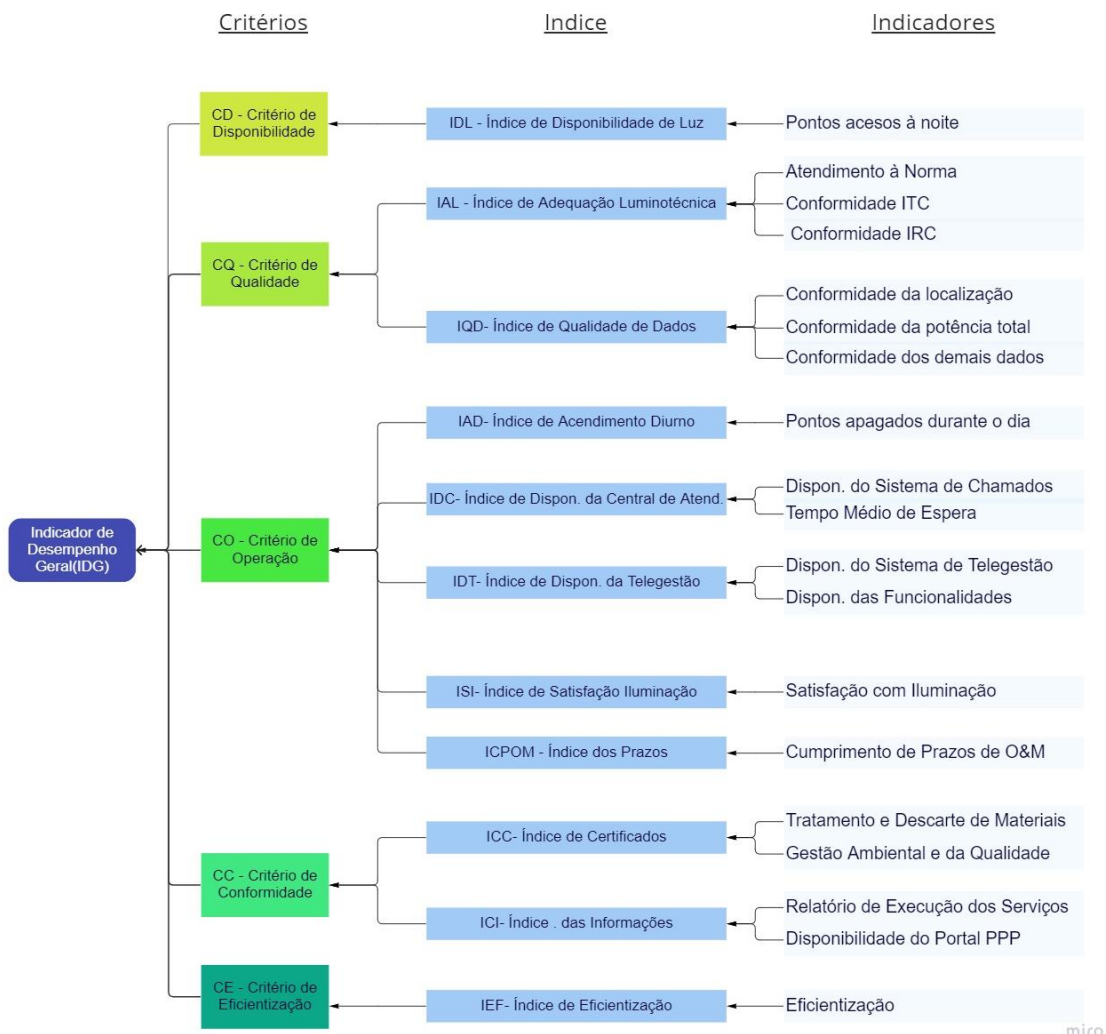 Critérios
Indice
Indicadores
CD - Critério de
Disponibilidade
IDL - Índice de Disponibilidade de Luz
Pontos acesos à noite
IAL - Índice de Adequação Luminotécnica
Atendimento à Norma
Conformidade ITC
Conformidade IRC
CQ - Critério de
Qualidade
IQD- Índice de Qualidade de Dados
Conformidade da localização
Conformidade da potência total
Conformidade dos demais dados
IAD- Índice de Acendimento Diurno
Pontos apagados durante o dia
IDC- Índice de Dispon. da Central de Atend.
Dispon. do Sistema de Chamados
Tempo Médio de Espera
Indicador de
Desempenho
Geral(IDG)
CO - Critério de
Operação
IDT- Índice de Dispon. da Telegestão
Dispon. do Sistema de Telegestão
Dispon. das Funcionalidades
ISI- Índice de Satisfação Iluminação
Satisfação com Iluminação
ICPOM - Índice dos Prazos
Cumprimento de Prazos de O&M
ICC- Índice de Certificados
Tratamento e Descarte de Materiais
Gestão Ambiental e da Qualidade
CC - Critério de
Conformidade
ICI- Índice . das Informações
Relatório de Execução dos Serviços
Disponibilidade do Portal PPP
CE - Critério de
Eficientização
IEF- Índice de Eficientização
Eficientização
miro